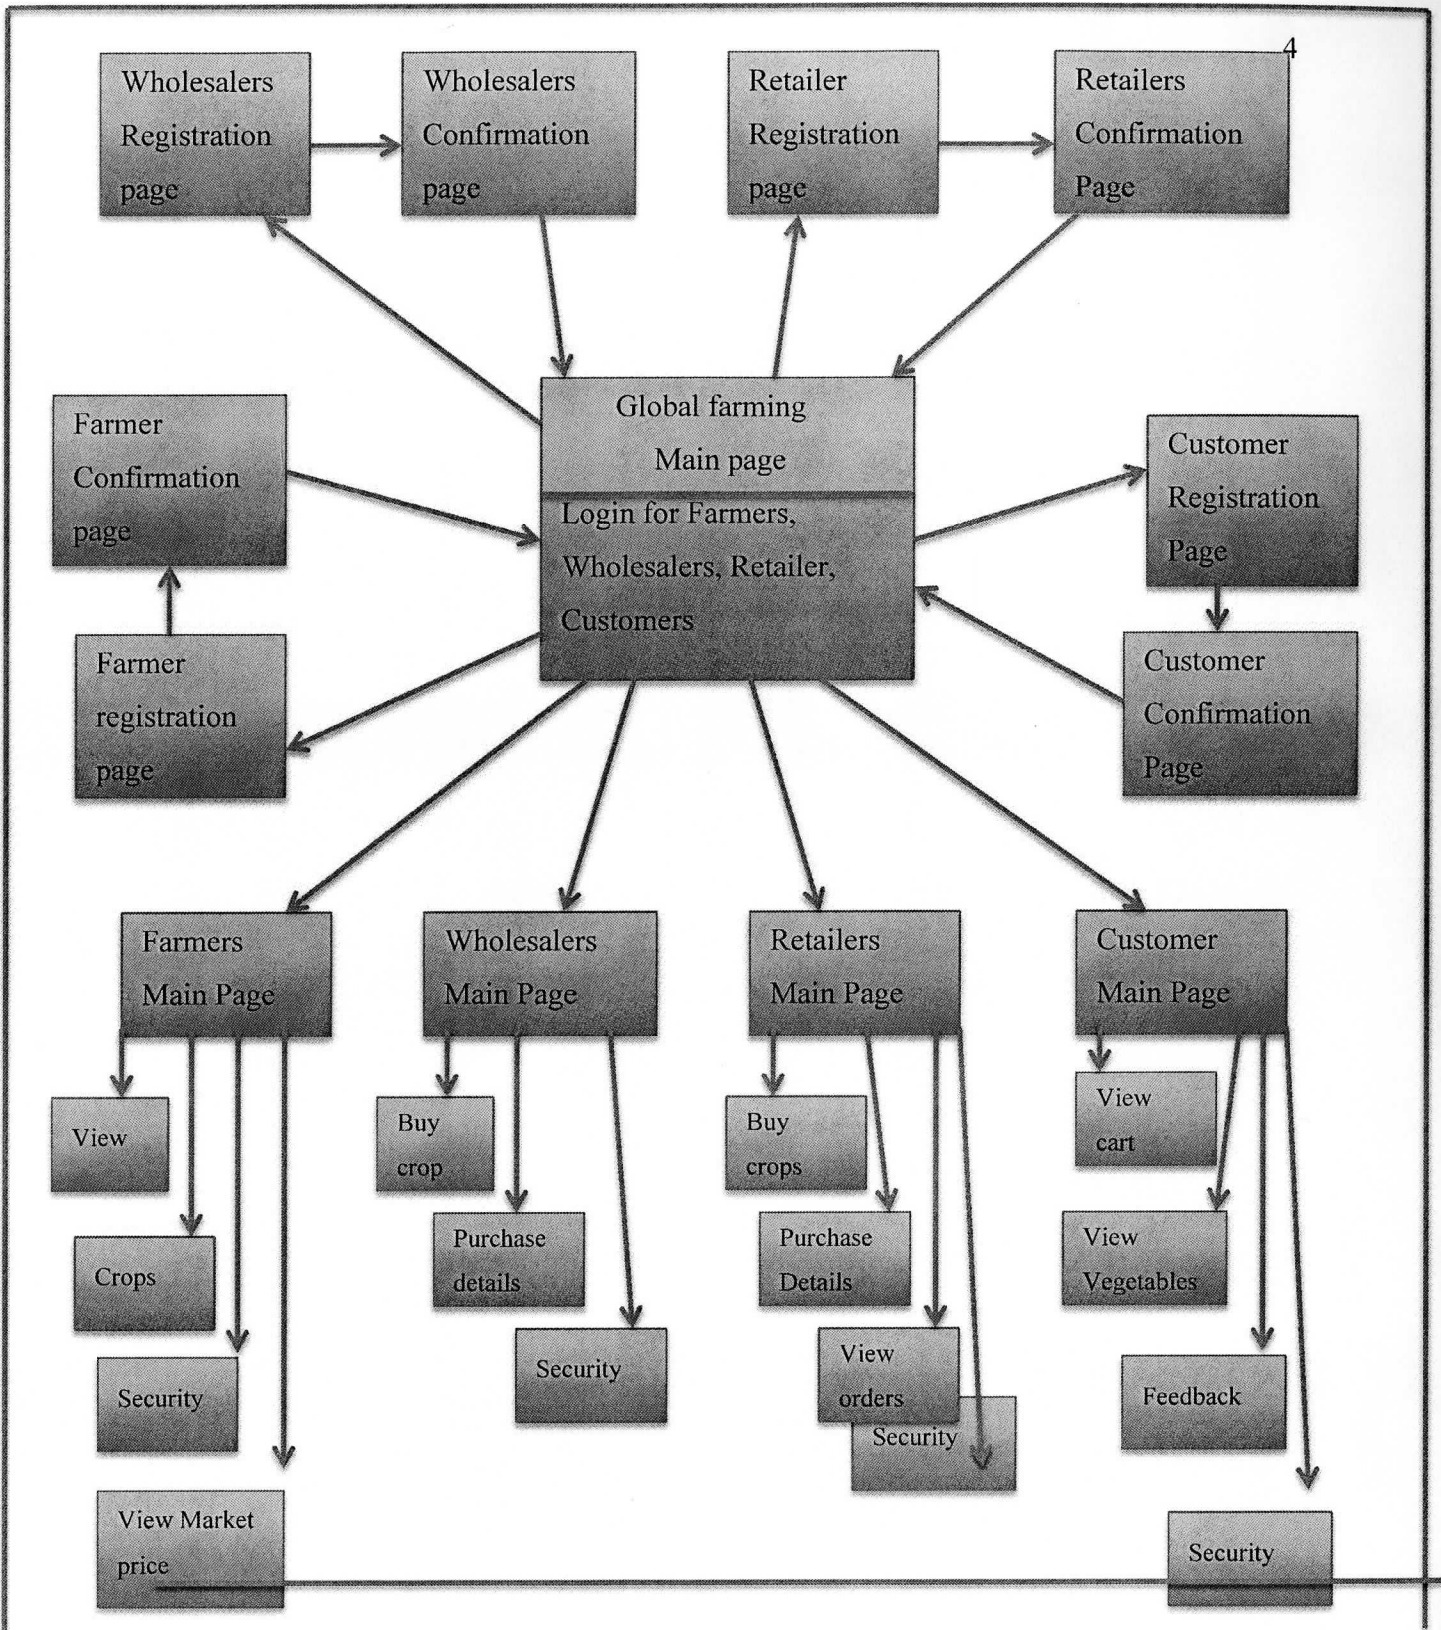 4
Wholesalers
Registration
page
Wholesalers
Confirmation
page
Retailer
Registration
page
Retailers
Confirmation
Page
Global farming
Main page
Login for Farmers,
Wholesalers, Retailer,
Customers
Farmer
Confirmation
page
Farmer
registration
page
Customer
Registration
Page
Customer
Confirmation
Page
Farmers
Main Page
Wholesalers
Main Page
Retailers
Main Page
Customer
Main Page
View
Crops
Security
View Market
price
Buy
crop
Purchase
details
Security
Buy
crops
Purchase
Details
View
orders
Security
View
cart
View
Vegetables
Feedback
Security